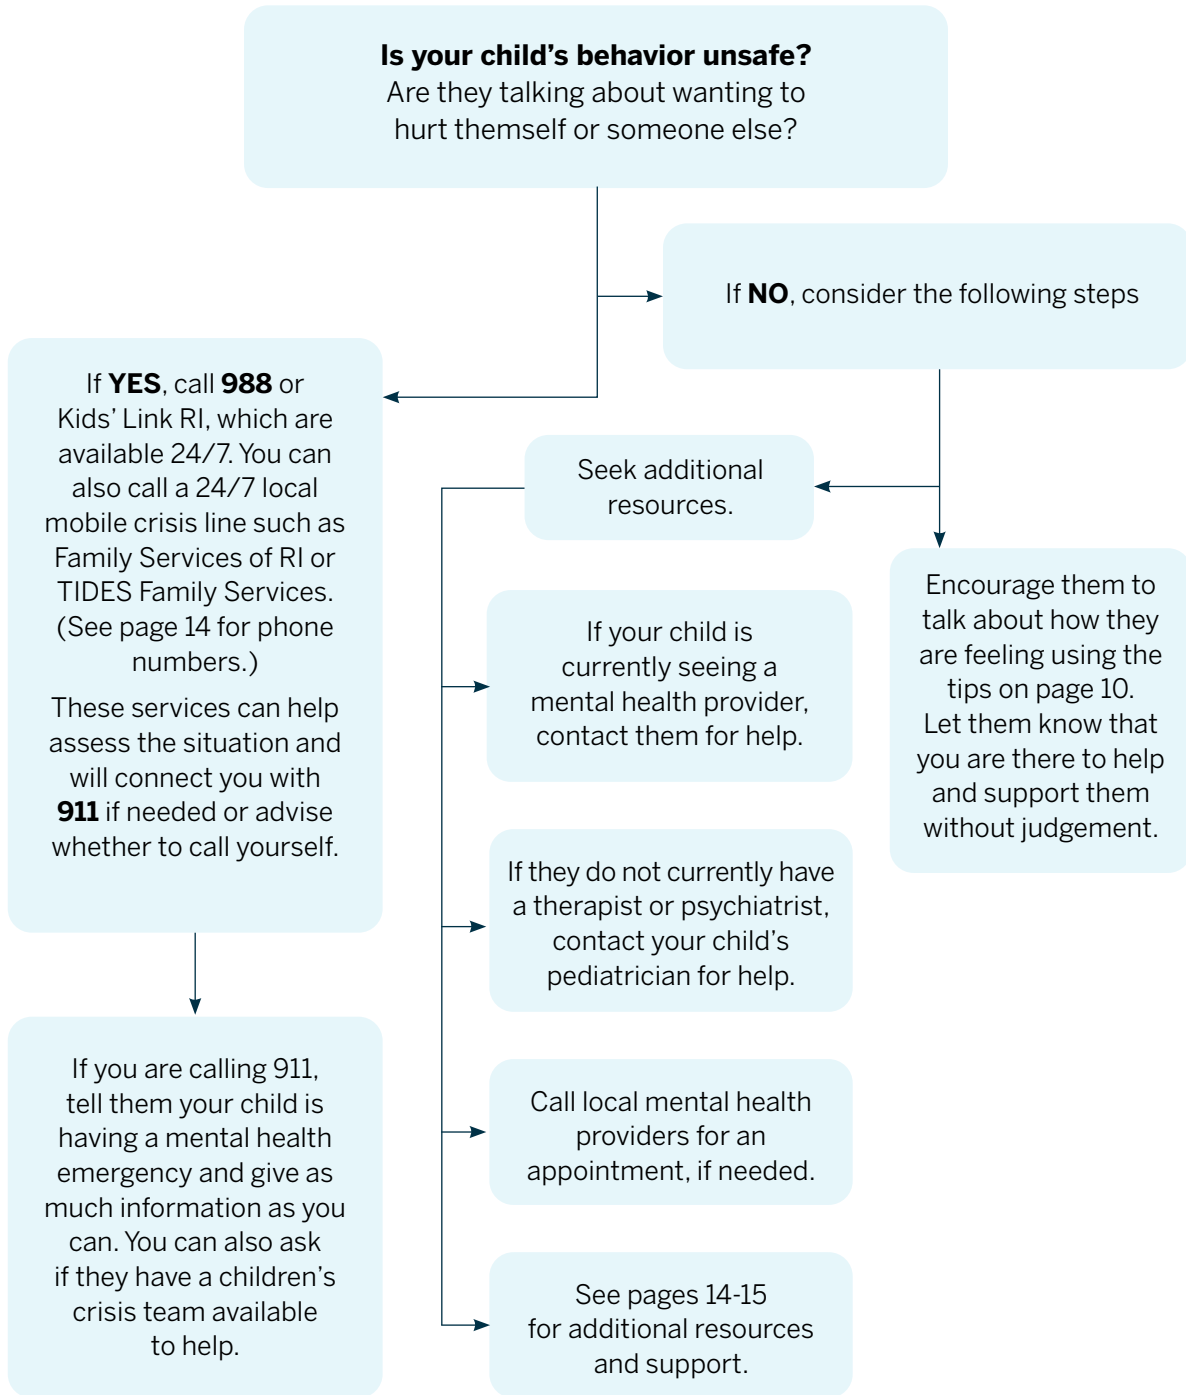 Is your child’s behavior unsafe?
Are they talking about wanting to
hurt themself or someone else?
If NO, consider the following steps
If YES, call 988 or
Kids’ Link RI, which are
available 24/7. You can
also call a 24/7 local
mobile crisis line such as
Family Services of RI or
TIDES Family Services.
(See page 14 for phone
numbers.)
These services can help
assess the situation and
will connect you with
911 if needed or advise
whether to call yourself.
If you are calling 911,
tell them your child is
having a mental health
emergency and give as
much information as you
can. You can also ask
if they have a children’s
crisis team available
to help.
Seek additional
resources.
If your child is
currently seeing a
mental health provider,
contact them for help.
If they do not currently have
a therapist or psychiatrist,
contact your child’s
pediatrician for help.
Call local mental health
providers for an
appointment, if needed.
See pages 14-15
for additional resources
and support.
Encourage them to
talk about how they
are feeling using the
tips on page 10.
Let them know that
you are there to help
and support them
without judgement.